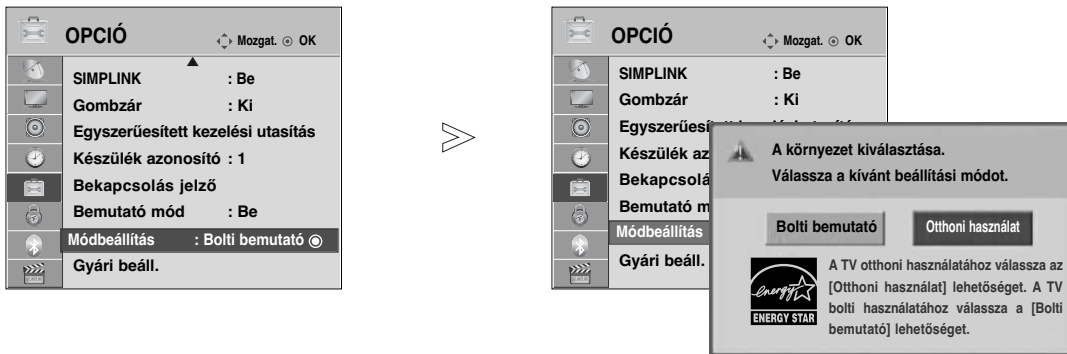 OPCIÓ
Mozgat. OK
SIMPLINK : Be
Gombzár : Ki
Egyszerűesített kezelési utasítás
Készülék azonosító : 1
Bekapcsolás jelző
Bemutató mód : Be
Módbeállítás : Bolti bemutató
Gyári beáll.
OPCIÓ
Mozgat. OK
SIMPLINK : Be
Gombzár : Ki
Készülék az
Bekapcsolá
Bemutató m
Módbeállítás
Gyári beáll.
A környezet kiválasztása.
Válassza a kívánt beállítási módot.
Bolti bemutató
Otthoni használat
energy
ENERGY STAR
A TV otthoni használatához válassza az
[Otthoni használat] lehetőséget. A TV
bolti használatához válassza a [Bolti
bemutató] lehetőséget.